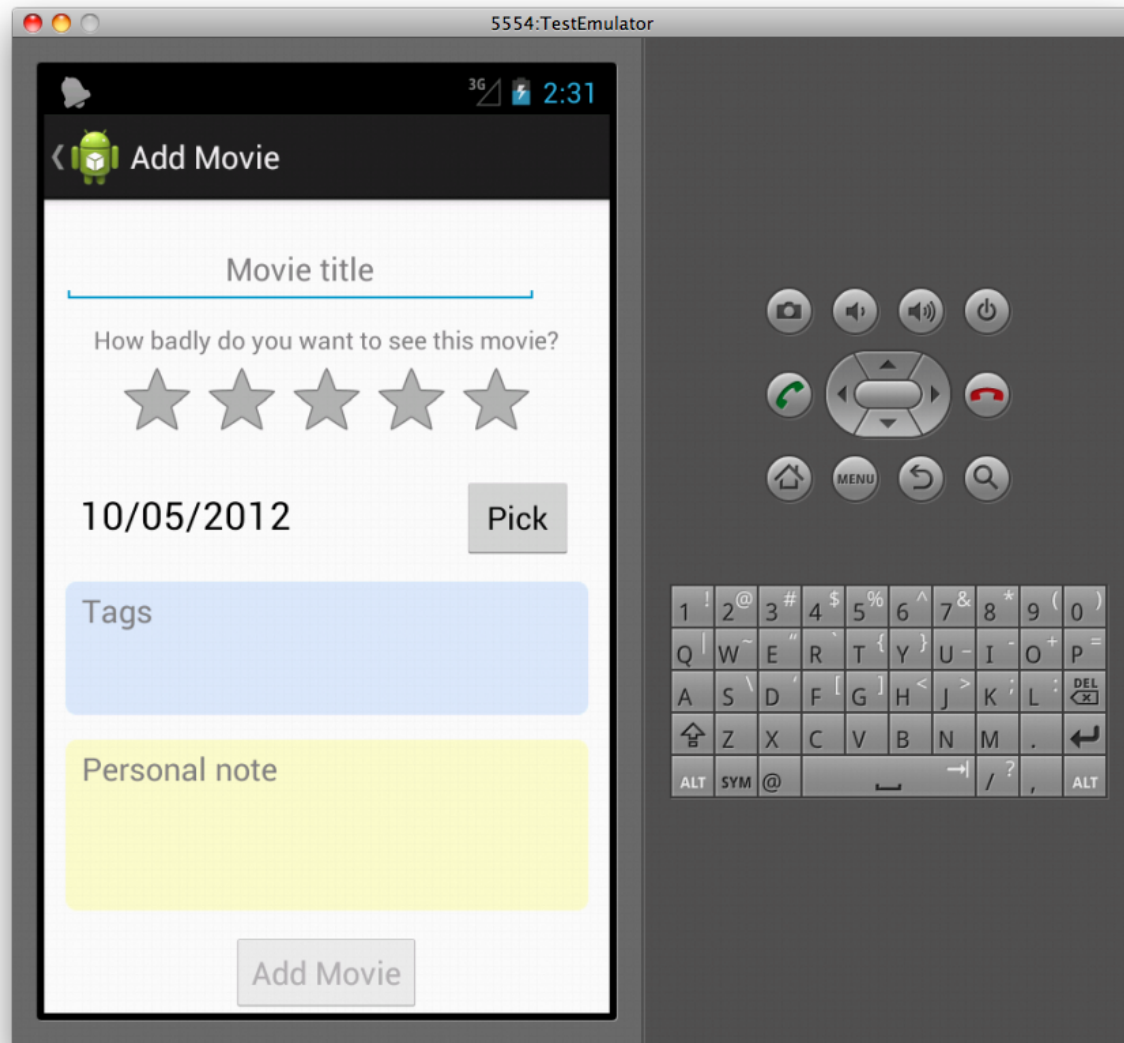 5554:TestEmulator
3G 2:31
Add Movie
Movie title
How badly do you want to see this movie?
10/05/2012 Pick
Tags
Personal note
Add Movie
MENU
1 ! 2 @ 3 # 4 $ 5 % 6 ^ 7 & 8 * 9 ( 0 )
Q | W ~ E “ R ` T { Y } U _ I - O + P =
A S \ D ‘ F [ G ] H < J > K ; L : DEL
Z X C V B N M .
ALT SYM @ / ? , ALT